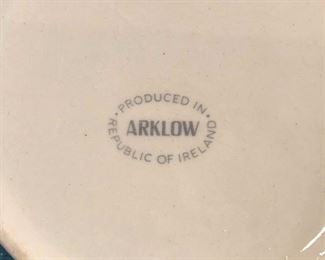 · PRODUCED IN ·
ARKLOW
REPUBLIC OF IRELAND